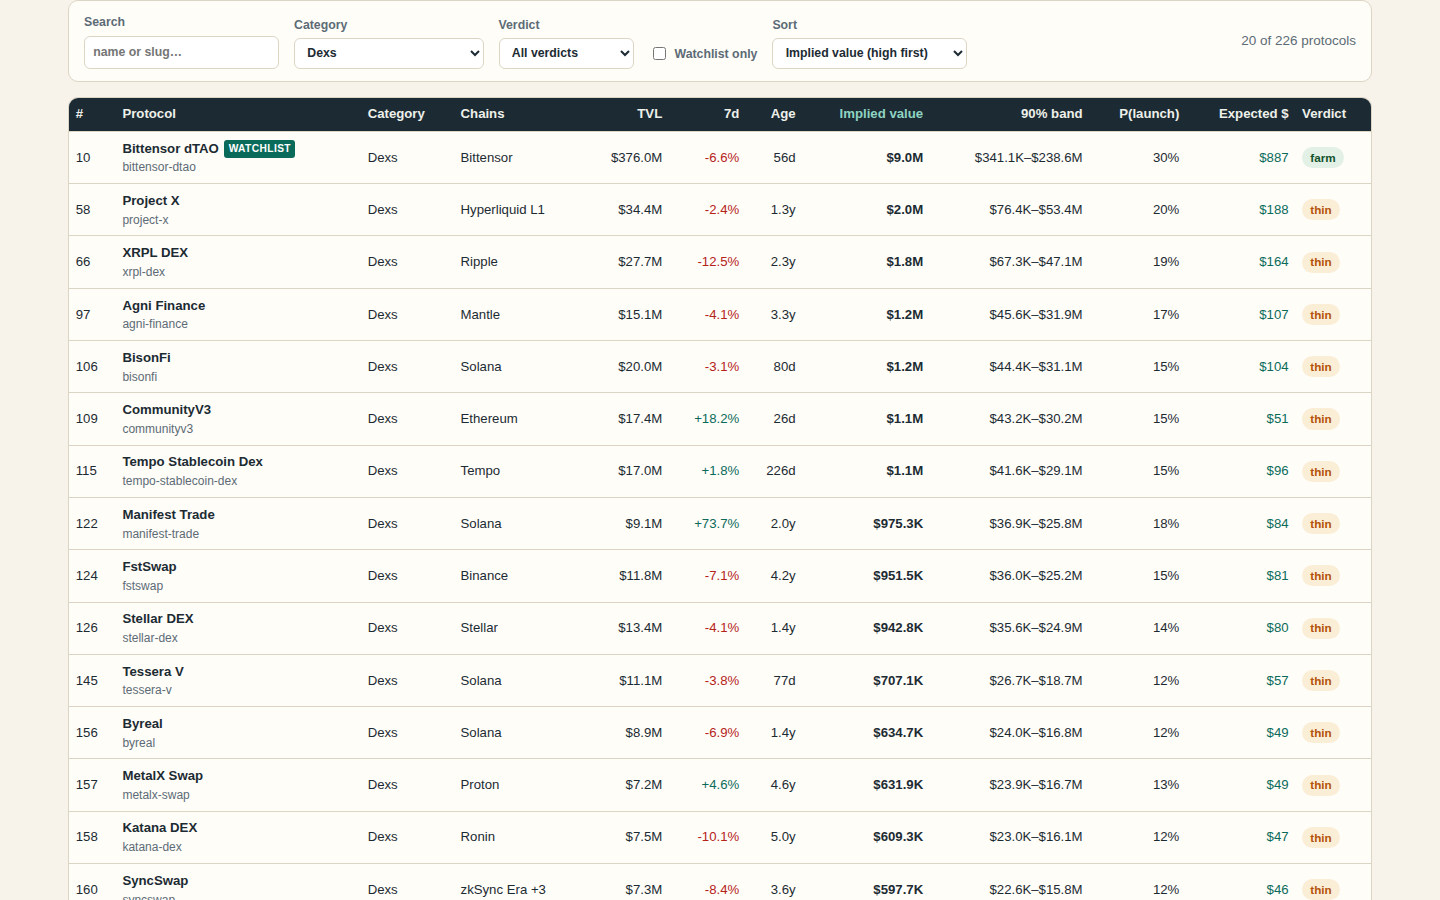 Search
name or slug…
Category
Dexs
Verdict
All verdicts
Watchlist only
Sort
Implied value (high first)
20 of 226 protocols
# Protocol Category Chains TVL 7d Age Implied value 90% band P(launch) Expected $ Verdict
10 Bittensor dTAO WATCHLIST Dexs Bittensor $376.0M -6.6% 56d $9.0M $341.1K–$238.6M 30% $887 farm
bittensor-dtao
58 Project X Dexs Hyperliquid L1 $34.4M -2.4% 1.3y $2.0M $76.4K–$53.4M 20% $188 thin
project-x
66 XRPL DEX Dexs Ripple $27.7M -12.5% 2.3y $1.8M $67.3K–$47.1M 19% $164 thin
xrpl-dex
97 Agni Finance Dexs Mantle $15.1M -4.1% 3.3y $1.2M $45.6K–$31.9M 17% $107 thin
agni-finance
106 BisonFi Dexs Solana $20.0M -3.1% 80d $1.2M $44.4K–$31.1M 15% $104 thin
bisonfi
109 CommunityV3 Dexs Ethereum $17.4M +18.2% 26d $1.1M $43.2K–$30.2M 15% $51 thin
communityv3
115 Tempo Stablecoin Dex Dexs Tempo $17.0M +1.8% 226d $1.1M $41.6K–$29.1M 15% $96 thin
tempo-stablecoin-dex
122 Manifest Trade Dexs Solana $9.1M +73.7% 2.0y $975.3K $36.9K–$25.8M 18% $84 thin
manifest-trade
124 FstSwap Dexs Binance $11.8M -7.1% 4.2y $951.5K $36.0K–$25.2M 15% $81 thin
fstswap
126 Stellar DEX Dexs Stellar $13.4M -4.1% 1.4y $942.8K $35.6K–$24.9M 14% $80 thin
stellar-dex
145 Tessera V Dexs Solana $11.1M -3.8% 77d $707.1K $26.7K–$18.7M 12% $57 thin
tessera-v
156 Byreal Dexs Solana $8.9M -6.9% 1.4y $634.7K $24.0K–$16.8M 12% $49 thin
byreal
157 MetalX Swap Dexs Proton $7.2M +4.6% 4.6y $631.9K $23.9K–$16.7M 13% $49 thin
metalx-swap
158 Katana DEX Dexs Ronin $7.5M -10.1% 5.0y $609.3K $23.0K–$16.1M 12% $47 thin
katana-dex
160 SyncSwap Dexs zkSync Era +3 $7.3M -8.4% 3.6y $597.7K $22.6K–$15.8M 12% $46 thin
syncswap